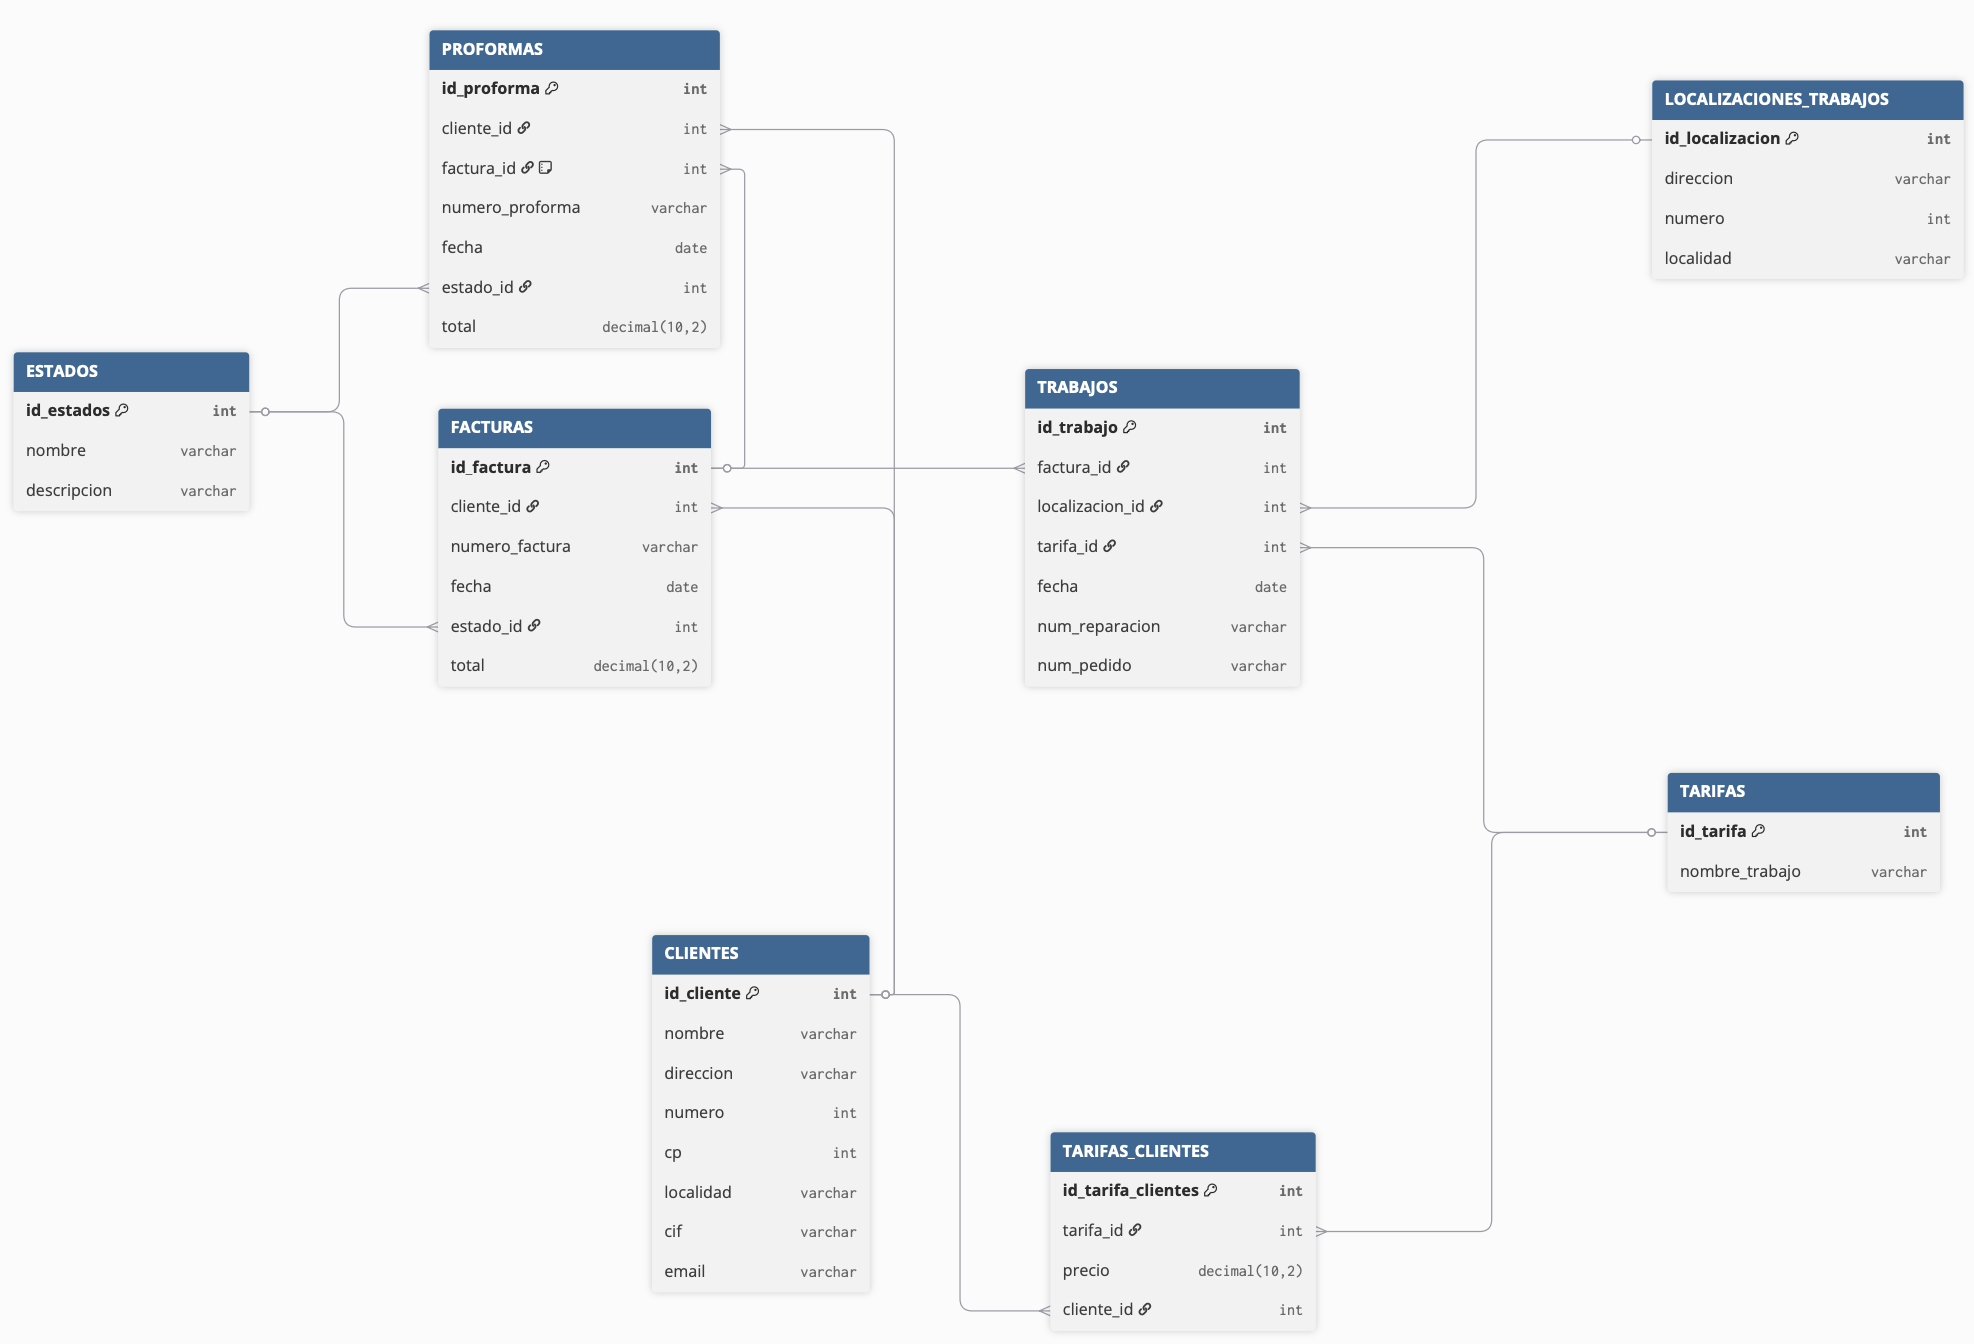 PROFORMAS
id_proforma int
cliente_id int
factura_id int
numero_proforma varchar
fecha date
estado_id int
total decimal(10,2)
LOCALIZACIONES_TRABAJOS
id_localizacion int
direccion varchar
numero int
localidad varchar
ESTADOS
id_estados int
nombre varchar
descripcion varchar
FACTURAS
id_factura int
cliente_id int
numero_factura varchar
fecha date
estado_id int
total decimal(10,2)
TRABAJOS
id_trabajo int
factura_id int
localizacion_id int
tarifa_id int
fecha date
num_reparacion varchar
num_pedido varchar
TARIFAS
id_tarifa int
nombre_trabajo varchar
CLIENTES
id_cliente int
nombre varchar
direccion varchar
numero int
cp int
localidad varchar
cif varchar
email varchar
TARIFAS_CLIENTES
id_tarifa_clientes int
tarifa_id int
precio decimal(10,2)
cliente_id int